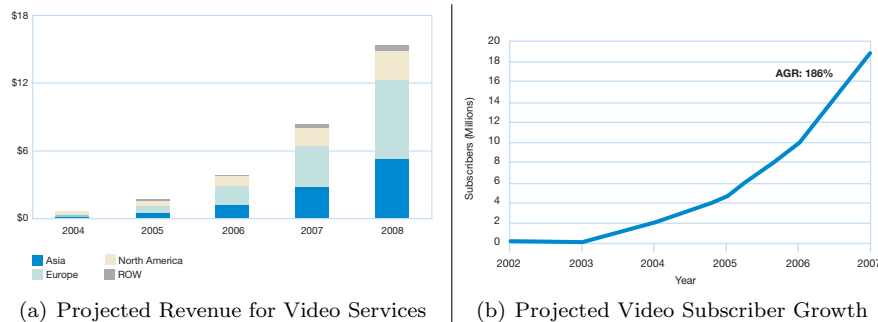 $18
$12
$6
$0
2004 2005 2006 2007 2008
Asia North America
Europe ROW
(a) Projected Revenue for Video Services
20
18
16
14
12
10
8
6
4
2
0
Subscribers (Millions)
AGR: 186%
2002 2003 2004 2005 2006 2007
Year
(b) Projected Video Subscriber Growth